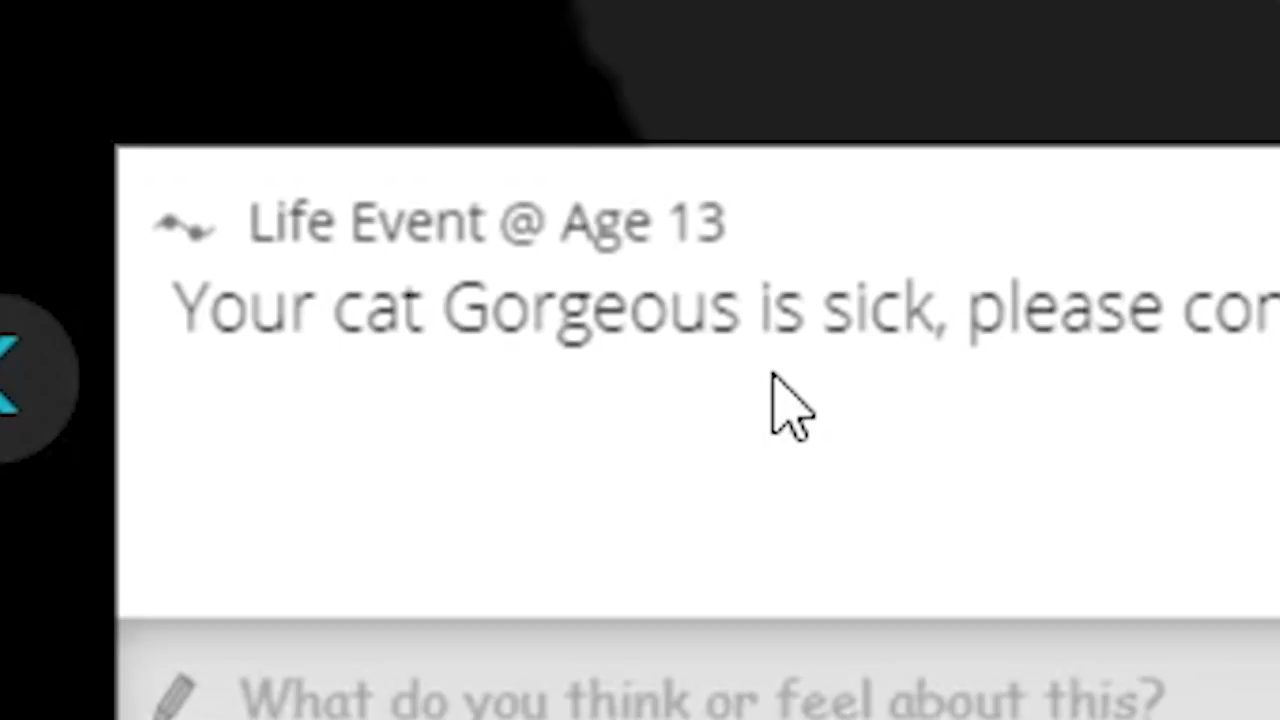 Life Event @ Age 13
Your cat Gorgeous is sick, please
What do you think or feel about this?